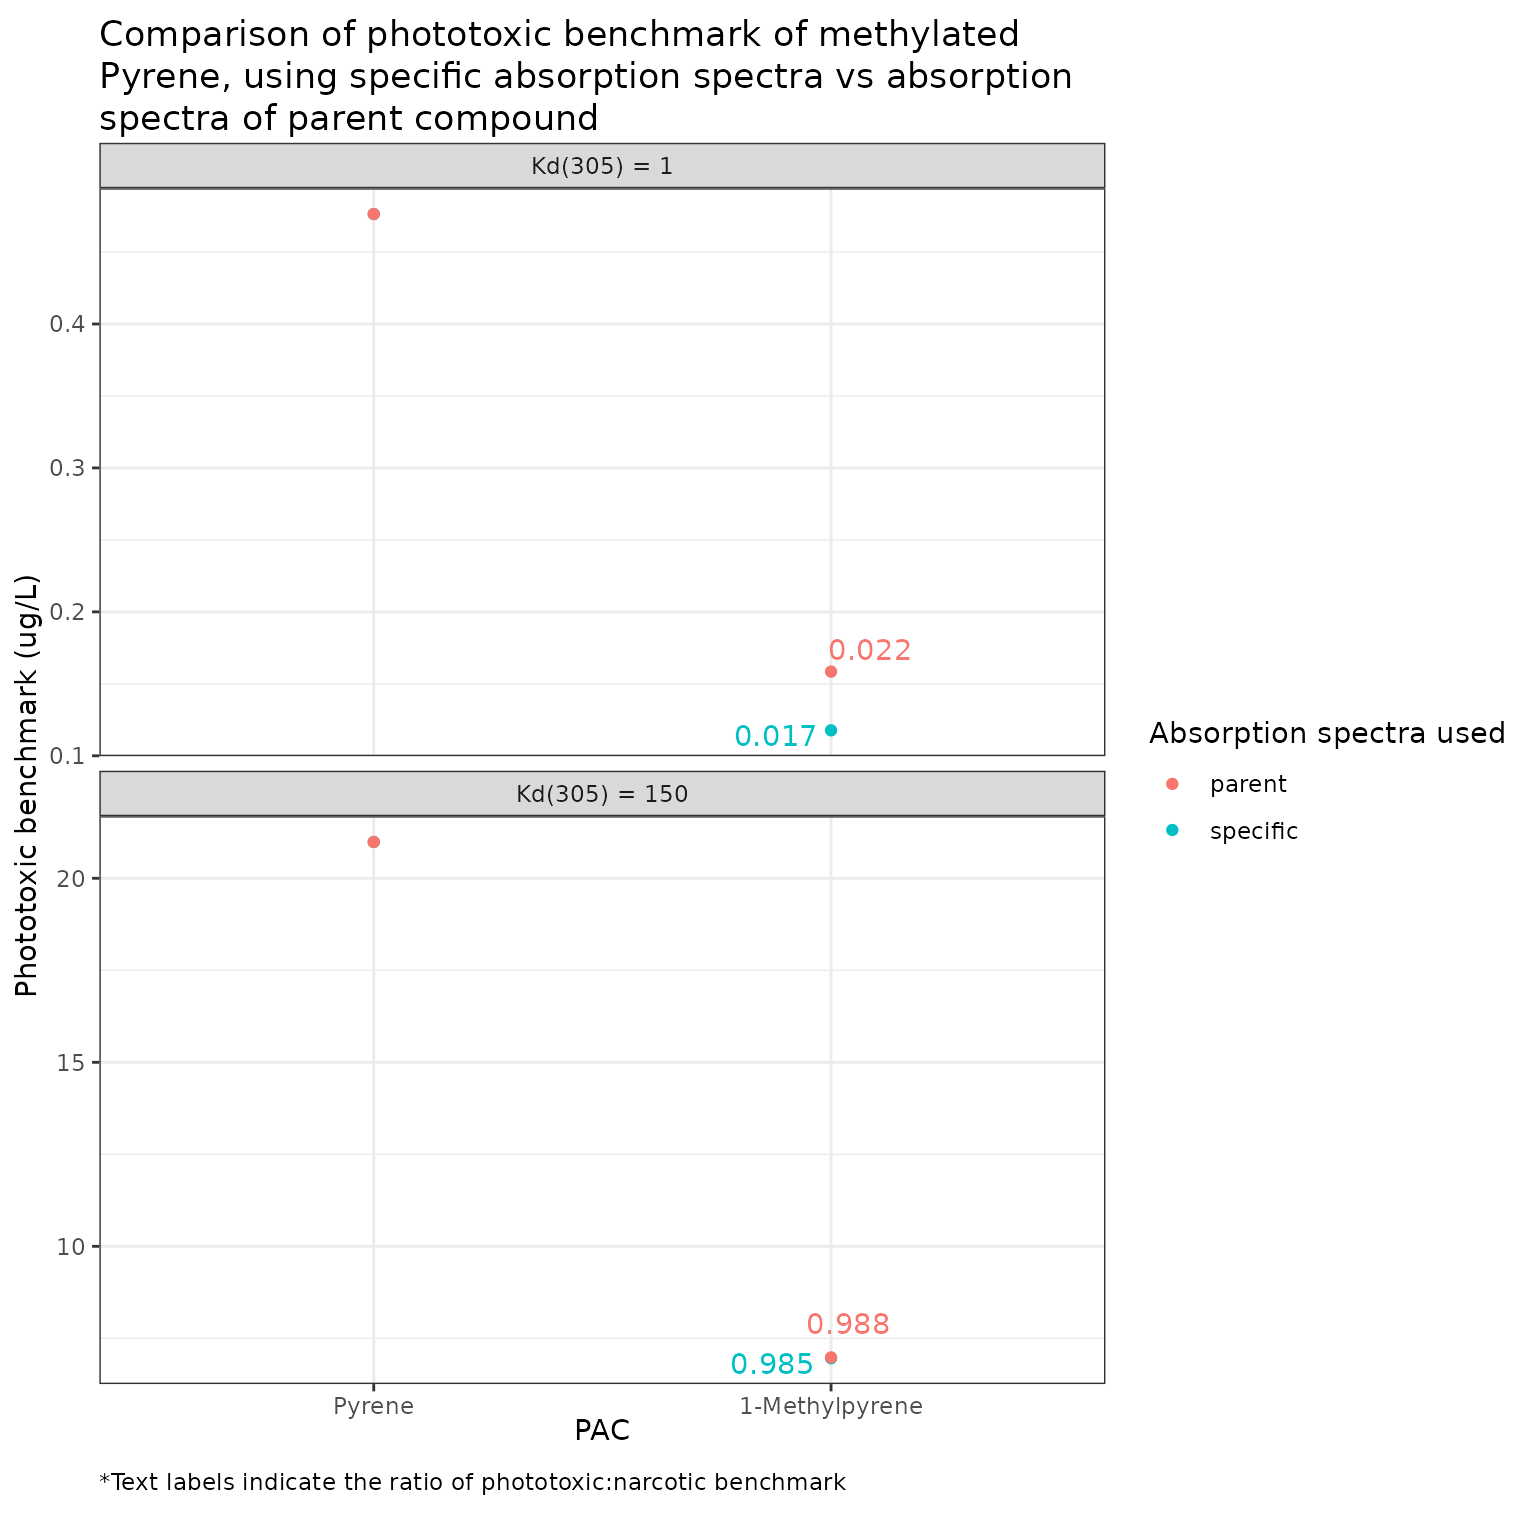 Comparison of phototoxic benchmark of methylated
Pyrene, using specific absorption spectra vs absorption
spectra of parent compound
Kd(305) = 1
0.4
0.3
0.2
0.1
0.022
0.017
Phototoxic benchmark (ug/L)
Kd(305) = 150
20
15
10
0.988
0.985
Pyrene
1-Methylpyrene
PAC
Absorption spectra used
parent
specific
*Text labels indicate the ratio of phototoxic:narcotic benchmark